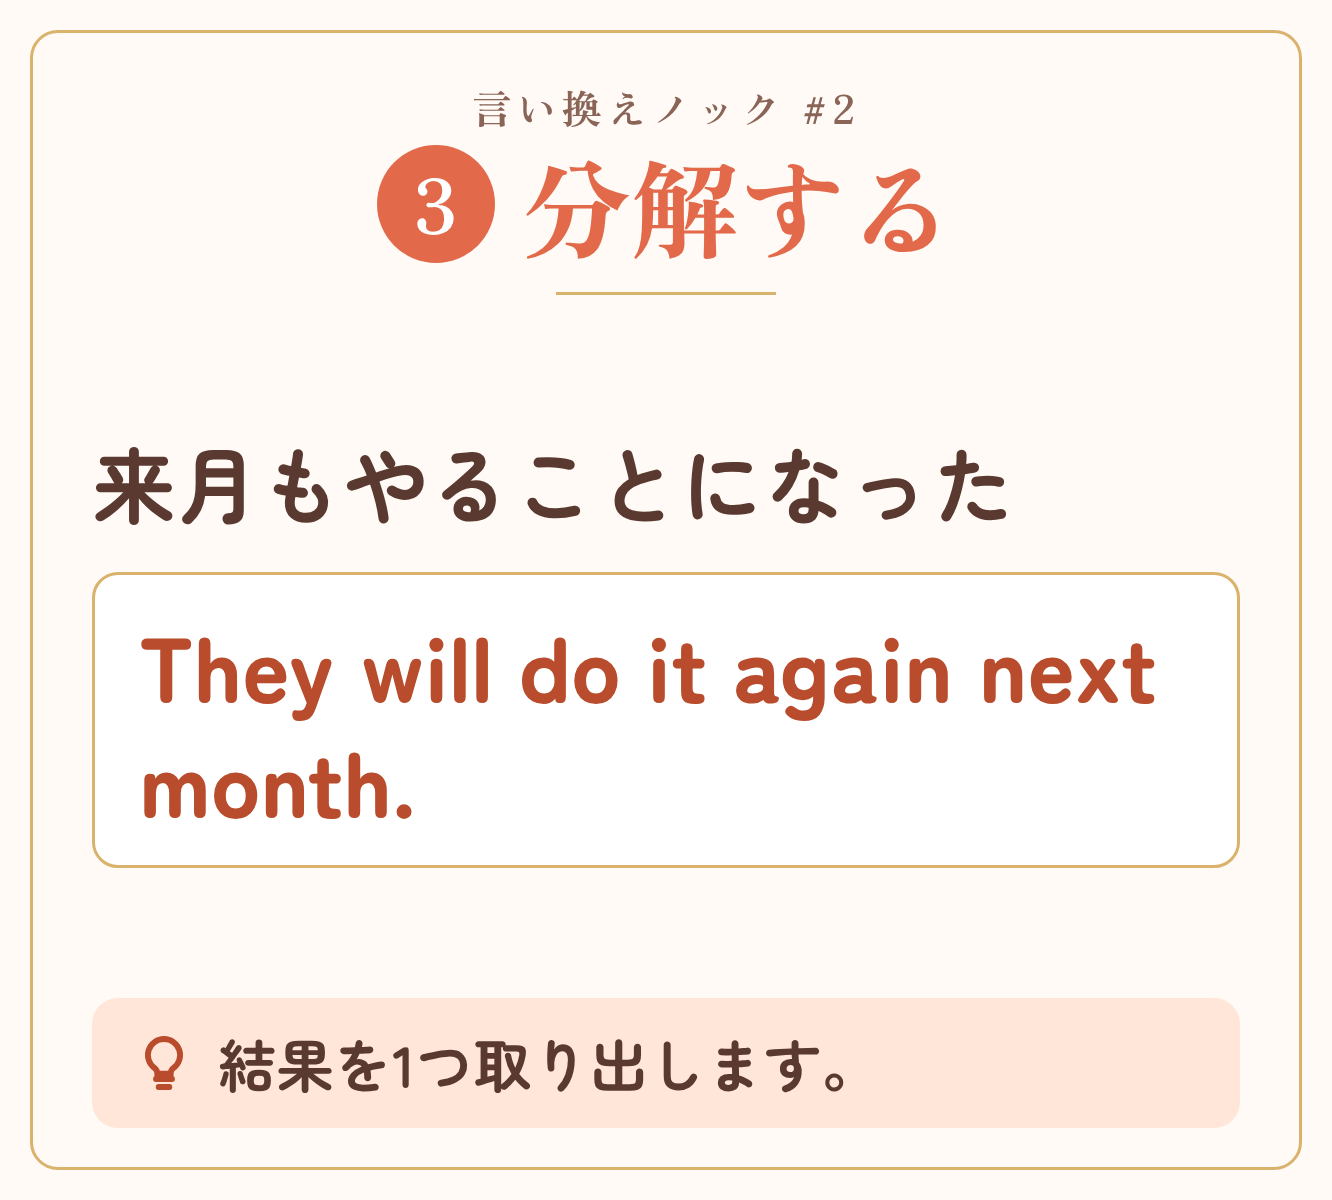 言い換えノック #2
3 分解する
来月もやることになった
They will do it again next
month.
結果を1つ取り出します。